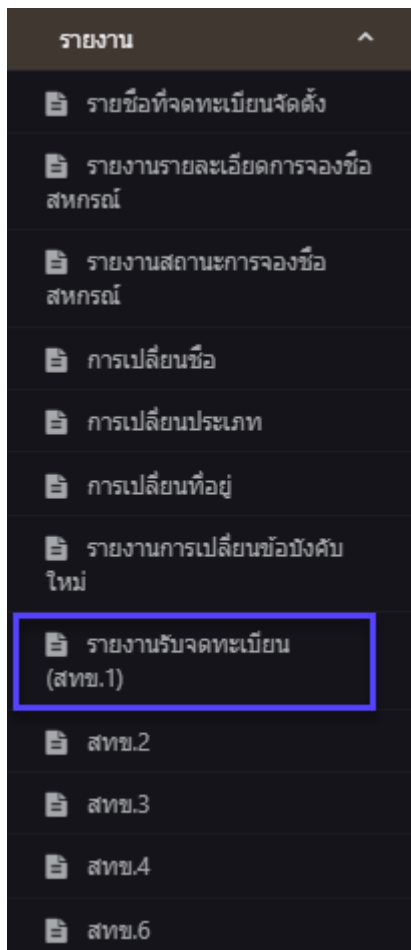 รายงาน
รายชื่อที่จดทะเบียนจัดตั้ง
รายงานรายละเอียดการจองชื่อ
สหกรณ์
รายงานสถานะการจองชื่อ
สหกรณ์
การเปลี่ยนชื่อ
การเปลี่ยนประเภท
การเปลี่ยนที่อยู่
รายงานการเปลี่ยนข้อบังคับ
ใหม่
รายงานรับจดทะเบียน
(สทข.1)
สทข.2
สทข.3
สทข.4
สทข.6